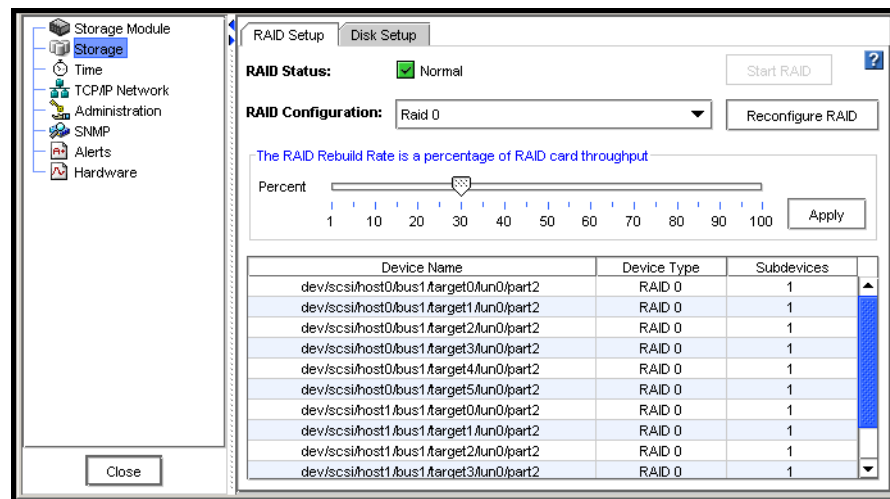 Storage Module
Storage
Time
TCP/IP Network
Administration
SNMP
Alerts
Hardware
Close
RAID Setup
Disk Setup
RAID Status:
Normal
Start RAID
?
RAID Configuration:
Raid 0
Reconfigure RAID
The RAID Rebuild Rate is a percentage of RAID card throughput
Percent
1 10 20 30 40 50 60 70 80 90 100
Apply
Device Name Device Type Subdevices
dev/scsi/host0/bus1/target0/lun0/part2 RAID 0 1
dev/scsi/host0/bus1/target1/lun0/part2 RAID 0 1
dev/scsi/host0/bus1/target2/lun0/part2 RAID 0 1
dev/scsi/host0/bus1/target3/lun0/part2 RAID 0 1
dev/scsi/host0/bus1/target4/lun0/part2 RAID 0 1
dev/scsi/host0/bus1/target5/lun0/part2 RAID 0 1
dev/scsi/host1/bus1/target0/lun0/part2 RAID 0 1
dev/scsi/host1/bus1/target1/lun0/part2 RAID 0 1
dev/scsi/host1/bus1/target2/lun0/part2 RAID 0 1
dev/scsi/host1/bus1/target3/lun0/part2 RAID 0 1